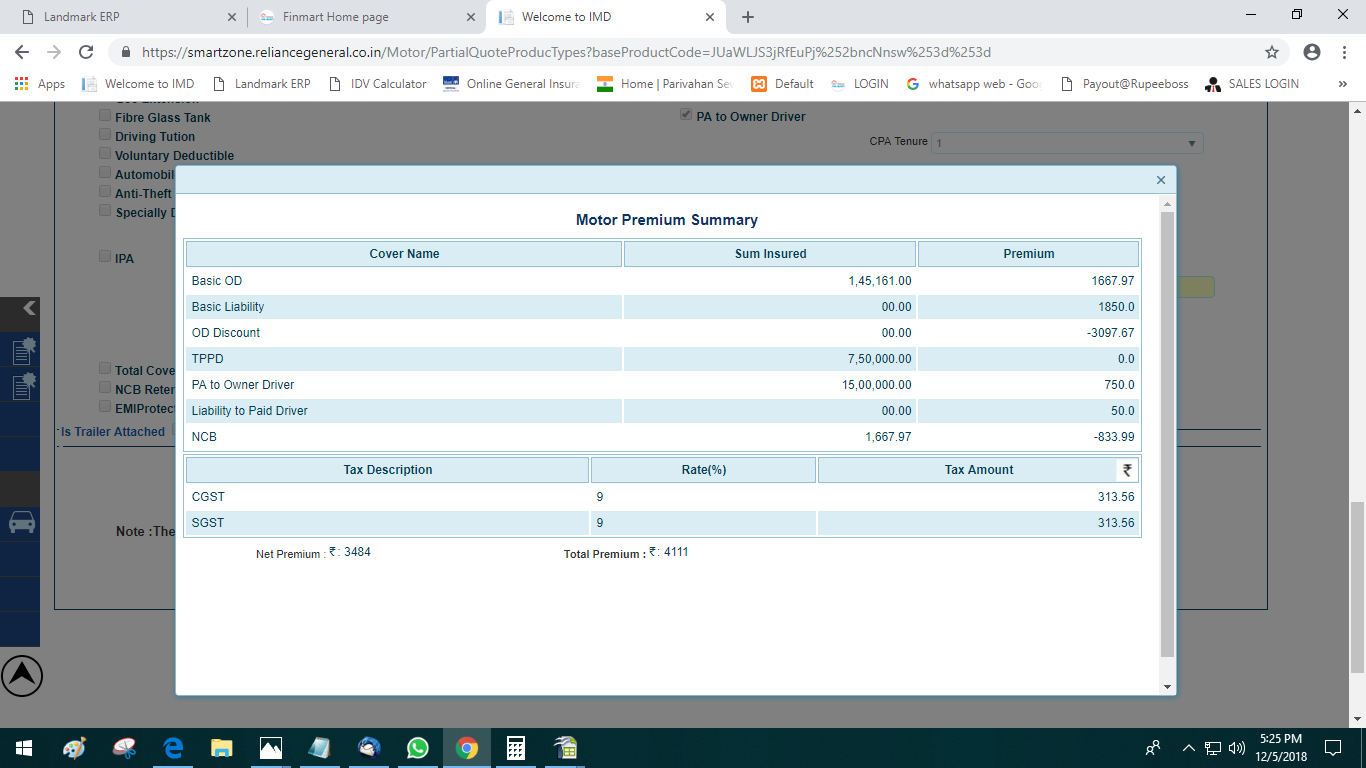 Landmark ERP
Finmart Home page
Welcome to IMD
https://smartzone.reliancegeneral.co.in/Motor/PartialQuoteProducTypes?baseProductCode=JUaWLJS3jRfEuPj%252bncNnsw%253d%253d
Apps Welcome to IMD Landmark ERP IDV Calculator Online General Insura Home | Parivahan Sev Default LOGIN whatsapp web - Goo Payout@Rupeeboss SALES LOGIN »
Fibre Glass Tank
PA to Owner Driver
Driving Tution
CPA Tenure 1
Voluntary Deductible
Automobil
Anti-Theft
Specially D
IPA
Total Cove
NCB Reten
EMIProtec
Is Trailer Attached
Note :The
Motor Premium Summary
Cover Name Sum Insured Premium
Basic OD 1,45,161.00 1667.97
Basic Liability 00.00 1850.0
OD Discount 00.00 -3097.67
TPPD 7,50,000.00 0.0
PA to Owner Driver 15,00,000.00 750.0
Liability to Paid Driver 00.00 50.0
NCB 1,667.97 -833.99
Tax Description Rate(%) Tax Amount ₹
CGST 9 313.56
SGST 9 313.56
Net Premium : ₹ : 3484 Total Premium : ₹ : 4111
5:25 PM
12/5/2018